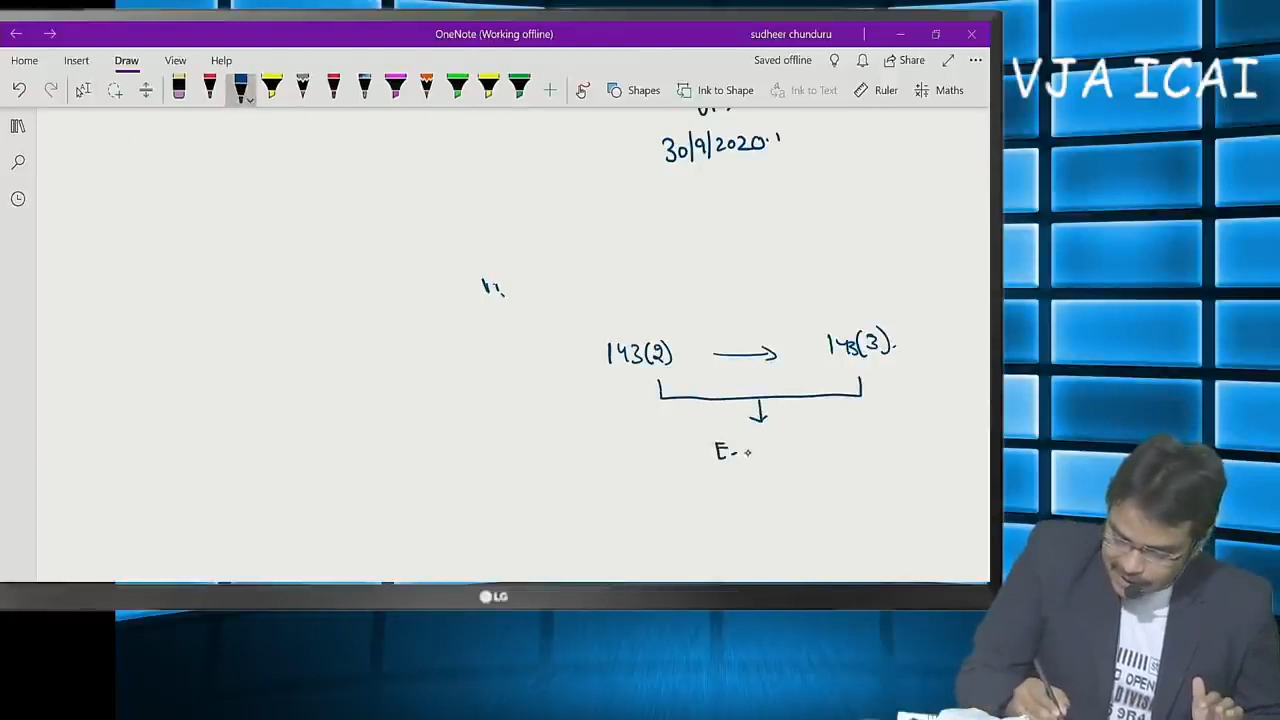 OneNote (Working offline)
sudheer chunduru
Home Insert Draw View Help
Saved offline
Share
Shapes Ink to Shape Ink to Text Ruler Maths
30/9/2020
143(2) → 143(3).
E-
LG
VJA ICAI
OPEN